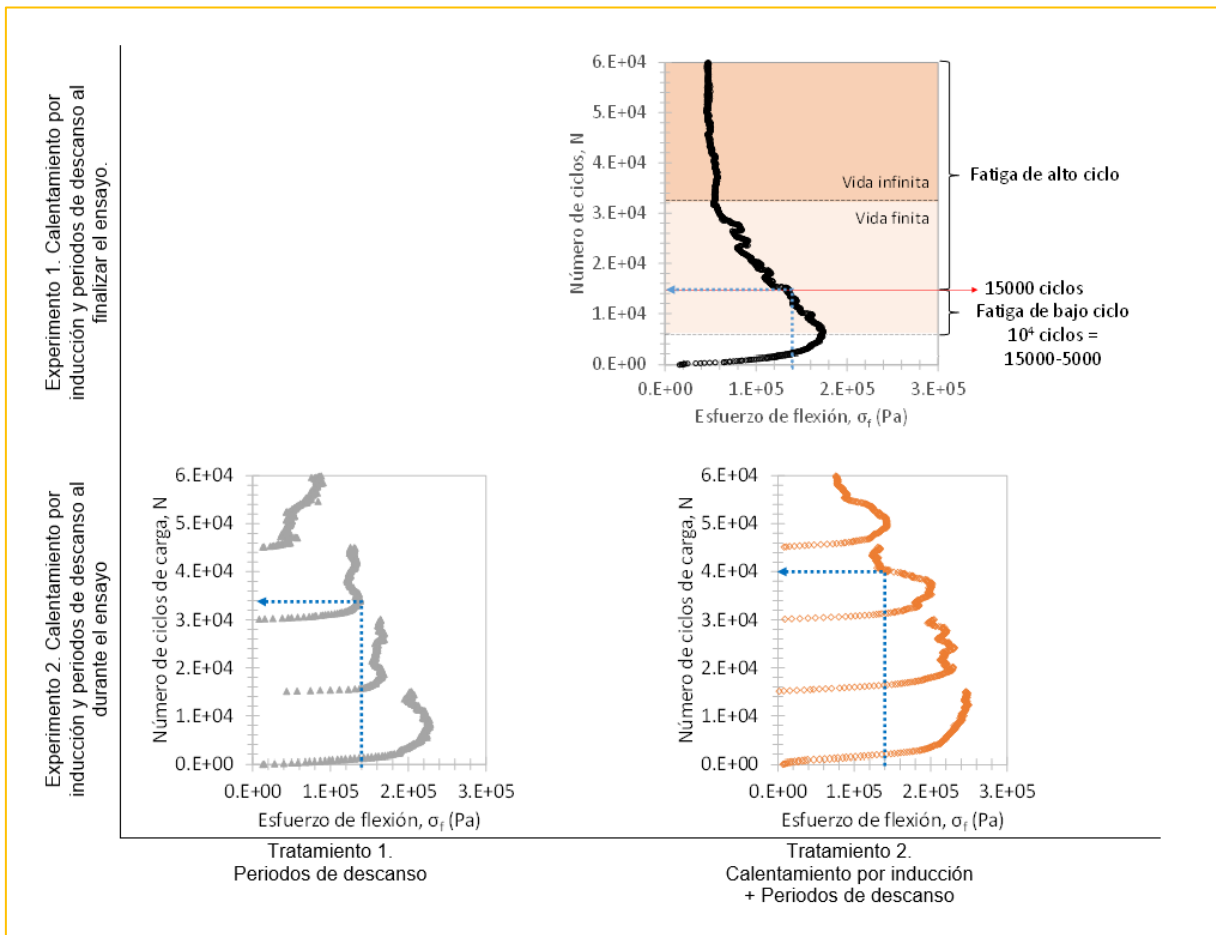 Experimento 1. Calentamiento por
inducción y periodos de descanso al
finalizar el ensayo.
Número de ciclos, N
6.E+04
5.E+04
4.E+04
3.E+04
2.E+04
1.E+04
0.E+00
Vida infinita
Vida finita
Fatiga de alto ciclo
15000 ciclos
Fatiga de bajo ciclo
10⁴ ciclos =
15000-5000
0.E+00 1.E+05 2.E+05 3.E+05
Esfuerzo de flexión, σf (Pa)
Experimento 2. Calentamiento por
inducción y periodos de descanso al
durante el ensayo
Número de ciclos de carga, N
6.E+04
5.E+04
4.E+04
3.E+04
2.E+04
1.E+04
0.E+00
0.E+00 1.E+05 2.E+05 3.E+05
Esfuerzo de flexión, σf (Pa)
Número de ciclos de carga, N
6.E+04
5.E+04
4.E+04
3.E+04
2.E+04
1.E+04
0.E+00
0.E+00 1.E+05 2.E+05 3.E+05
Esfuerzo de flexión, σf (Pa)
Tratamiento 1.
Periodos de descanso
Tratamiento 2.
Calentamiento por inducción
+ Periodos de descanso